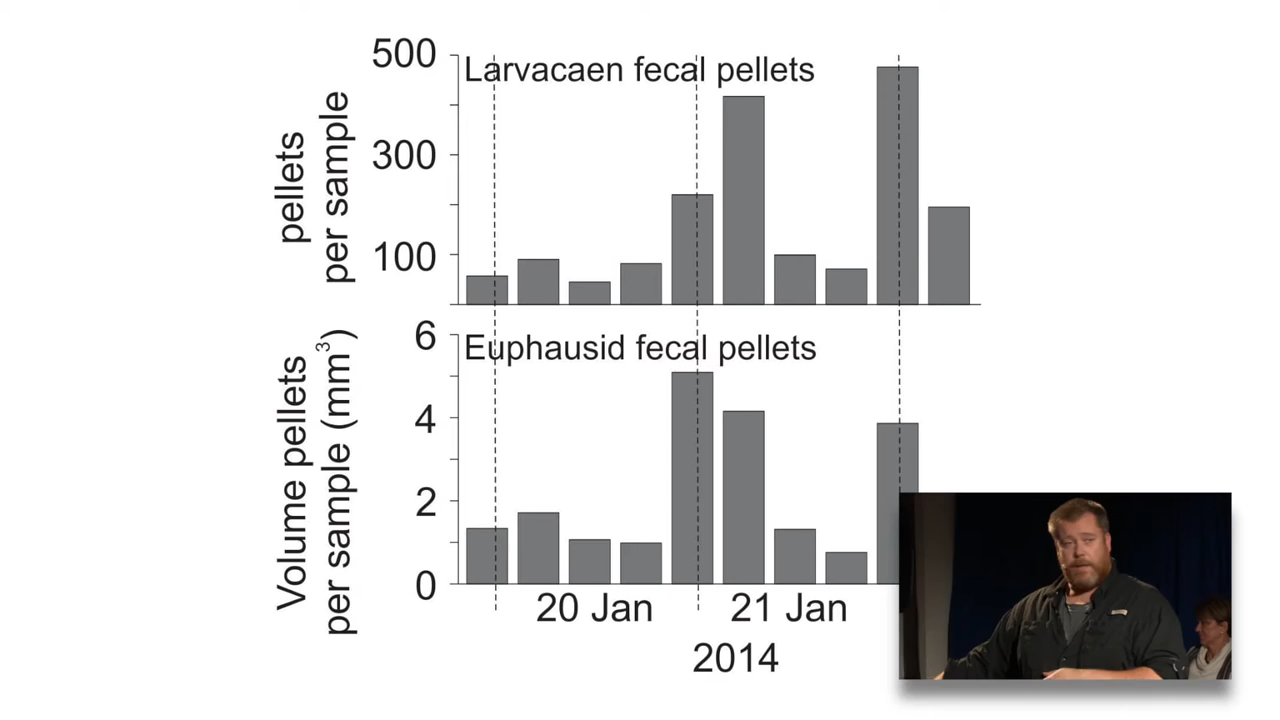 500
Larvacaen fecal pellets
300
100
pellets
per sample
6
Euphausid fecal pellets
4
2
0
Volume pellets
per sample (mm³)
20 Jan
21 Jan
2014